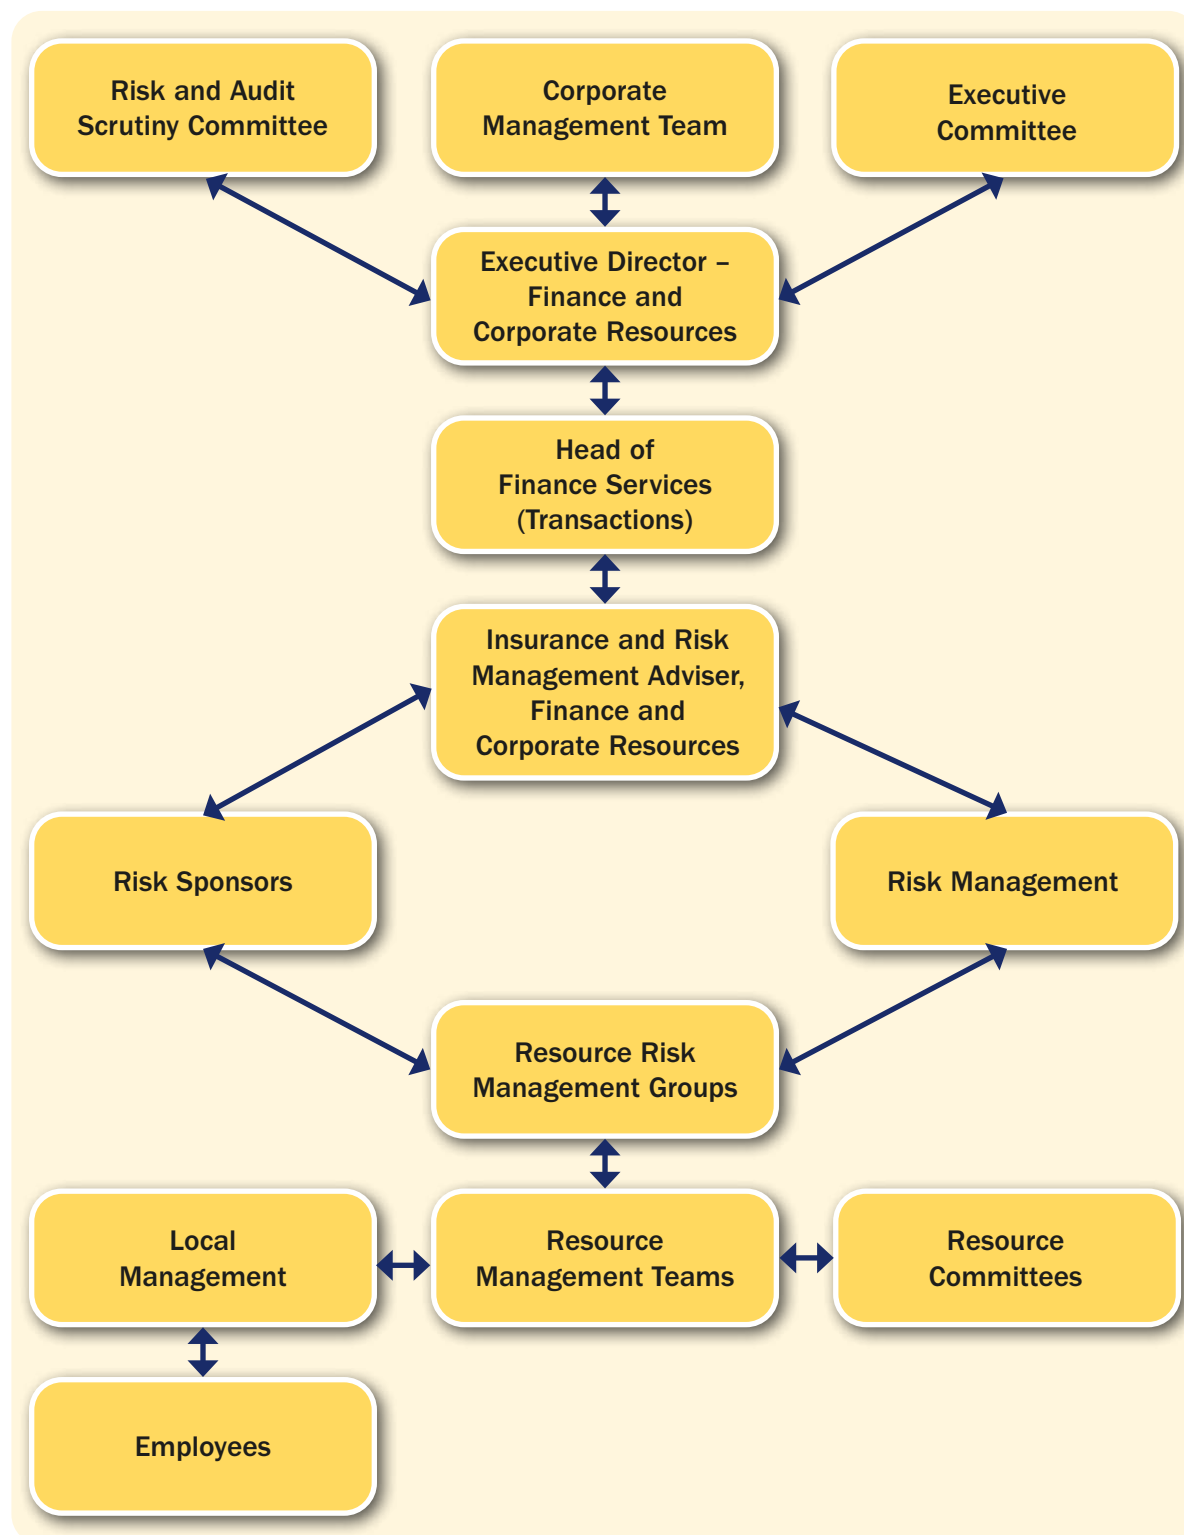 Risk and Audit
Scrutiny Committee
Corporate
Management Team
Executive
Committee
Executive Director –
Finance and
Corporate Resources
Head of
Finance Services
(Transactions)
Insurance and Risk
Management Adviser,
Finance and
Corporate Resources
Risk Sponsors
Risk Management
Resource Risk
Management Groups
Local
Management
Resource
Management Teams
Resource
Committees
Employees